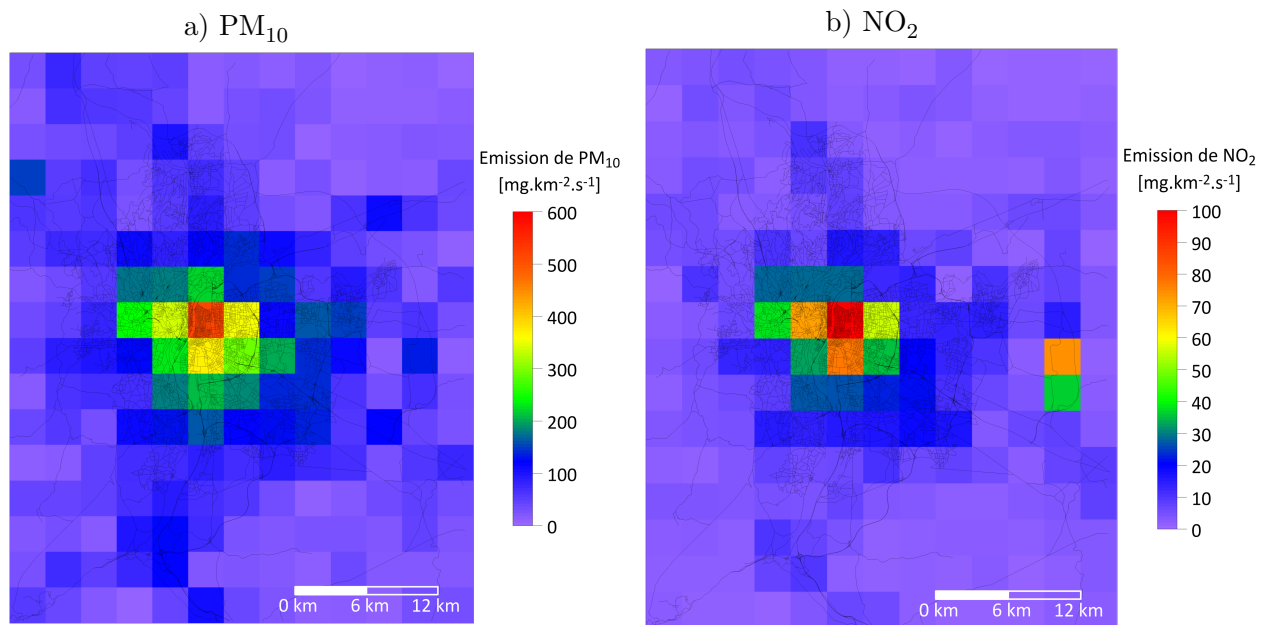 a) PM₁₀
b) NO₂
Emission de PM₁₀
[mg.km⁻².s⁻¹]
600
500
400
300
200
100
0
0 km 6 km 12 km
Emission de NO₂
[mg.km⁻².s⁻¹]
100
90
80
70
60
50
40
30
20
10
0
0 km 6 km 12 km